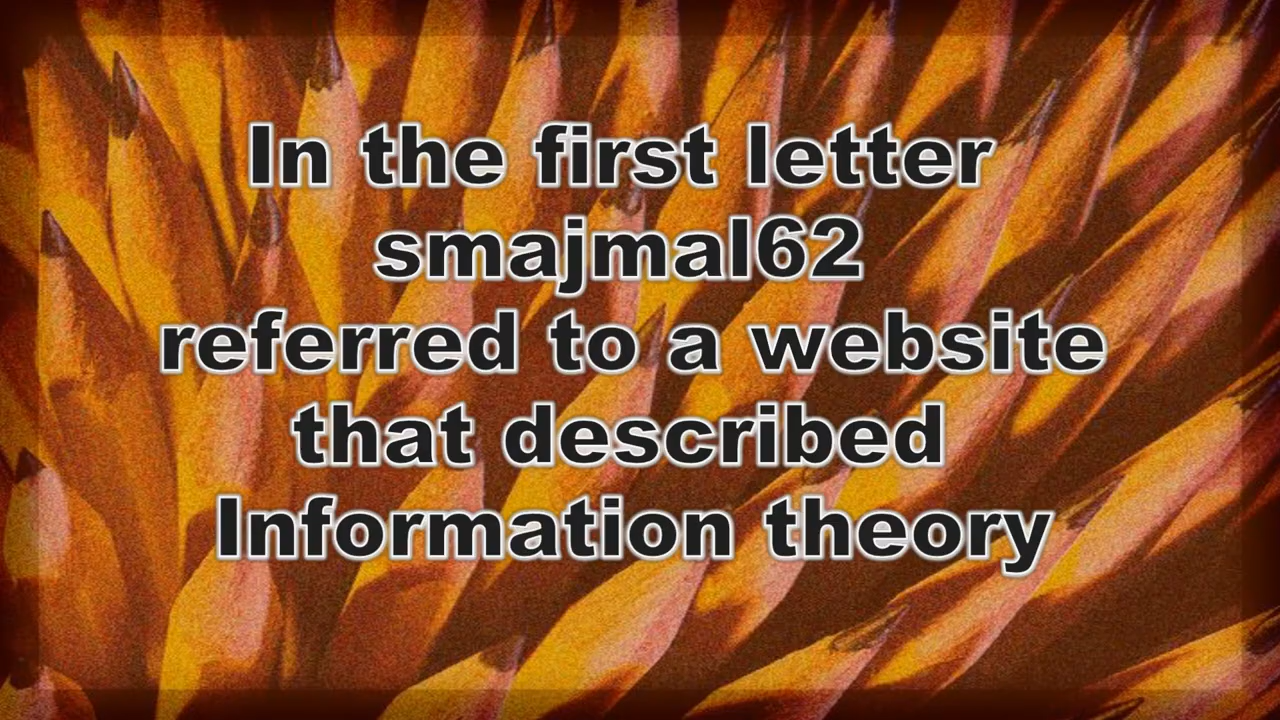 In the first letter
smajmal62
referred to a website
that described
Information theory